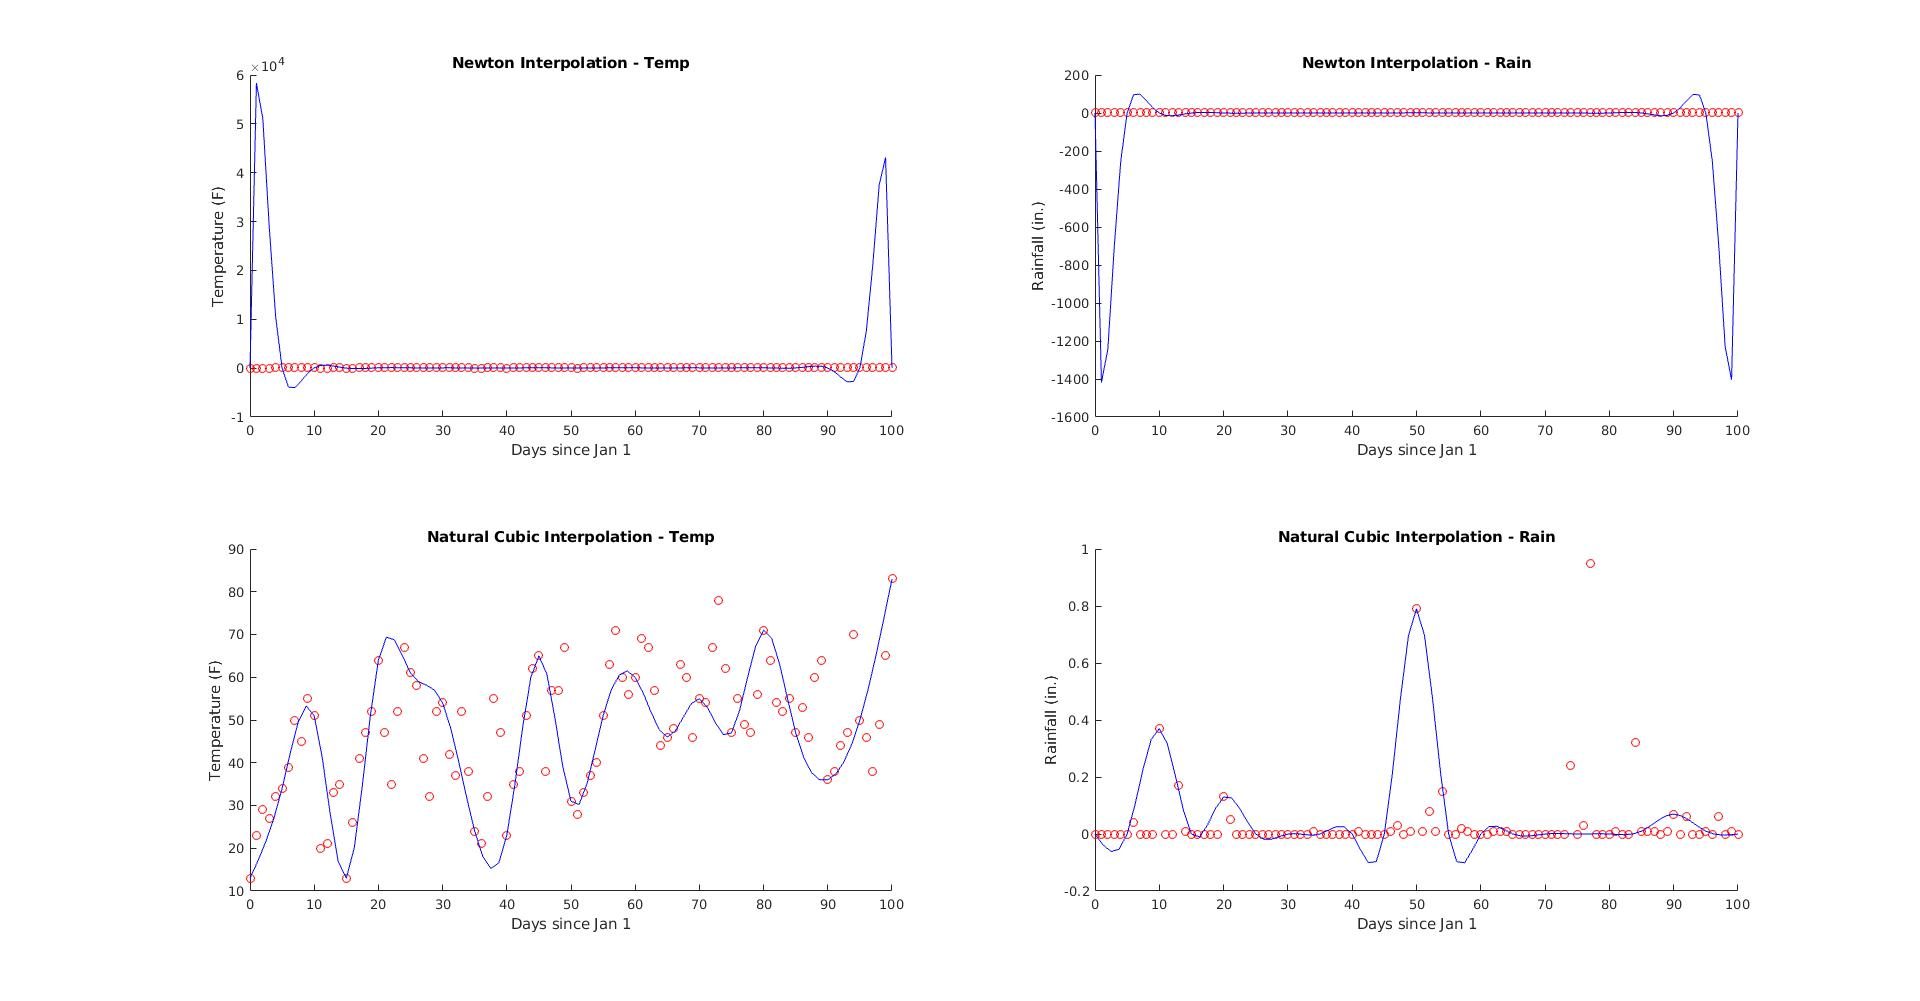 Newton Interpolation - Temp
×10⁴
6
5
4
3
2
1
0
-1
Temperature (F)
0 10 20 30 40 50 60 70 80 90 100
Days since Jan 1
Newton Interpolation - Rain
200
0
-200
-400
-600
-800
-1000
-1200
-1400
-1600
Rainfall (in.)
0 10 20 30 40 50 60 70 80 90 100
Days since Jan 1
Natural Cubic Interpolation - Temp
90
80
70
60
50
40
30
20
10
Temperature (F)
0 10 20 30 40 50 60 70 80 90 100
Days since Jan 1
Natural Cubic Interpolation - Rain
1
0.8
0.6
0.4
0.2
0
-0.2
Rainfall (in.)
0 10 20 30 40 50 60 70 80 90 100
Days since Jan 1